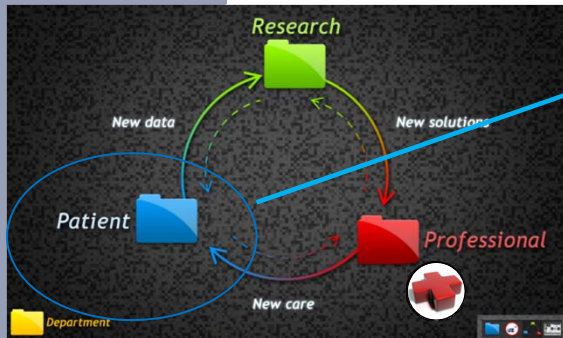 Research
New data
New solutions
Patient
Professional
New care
Department